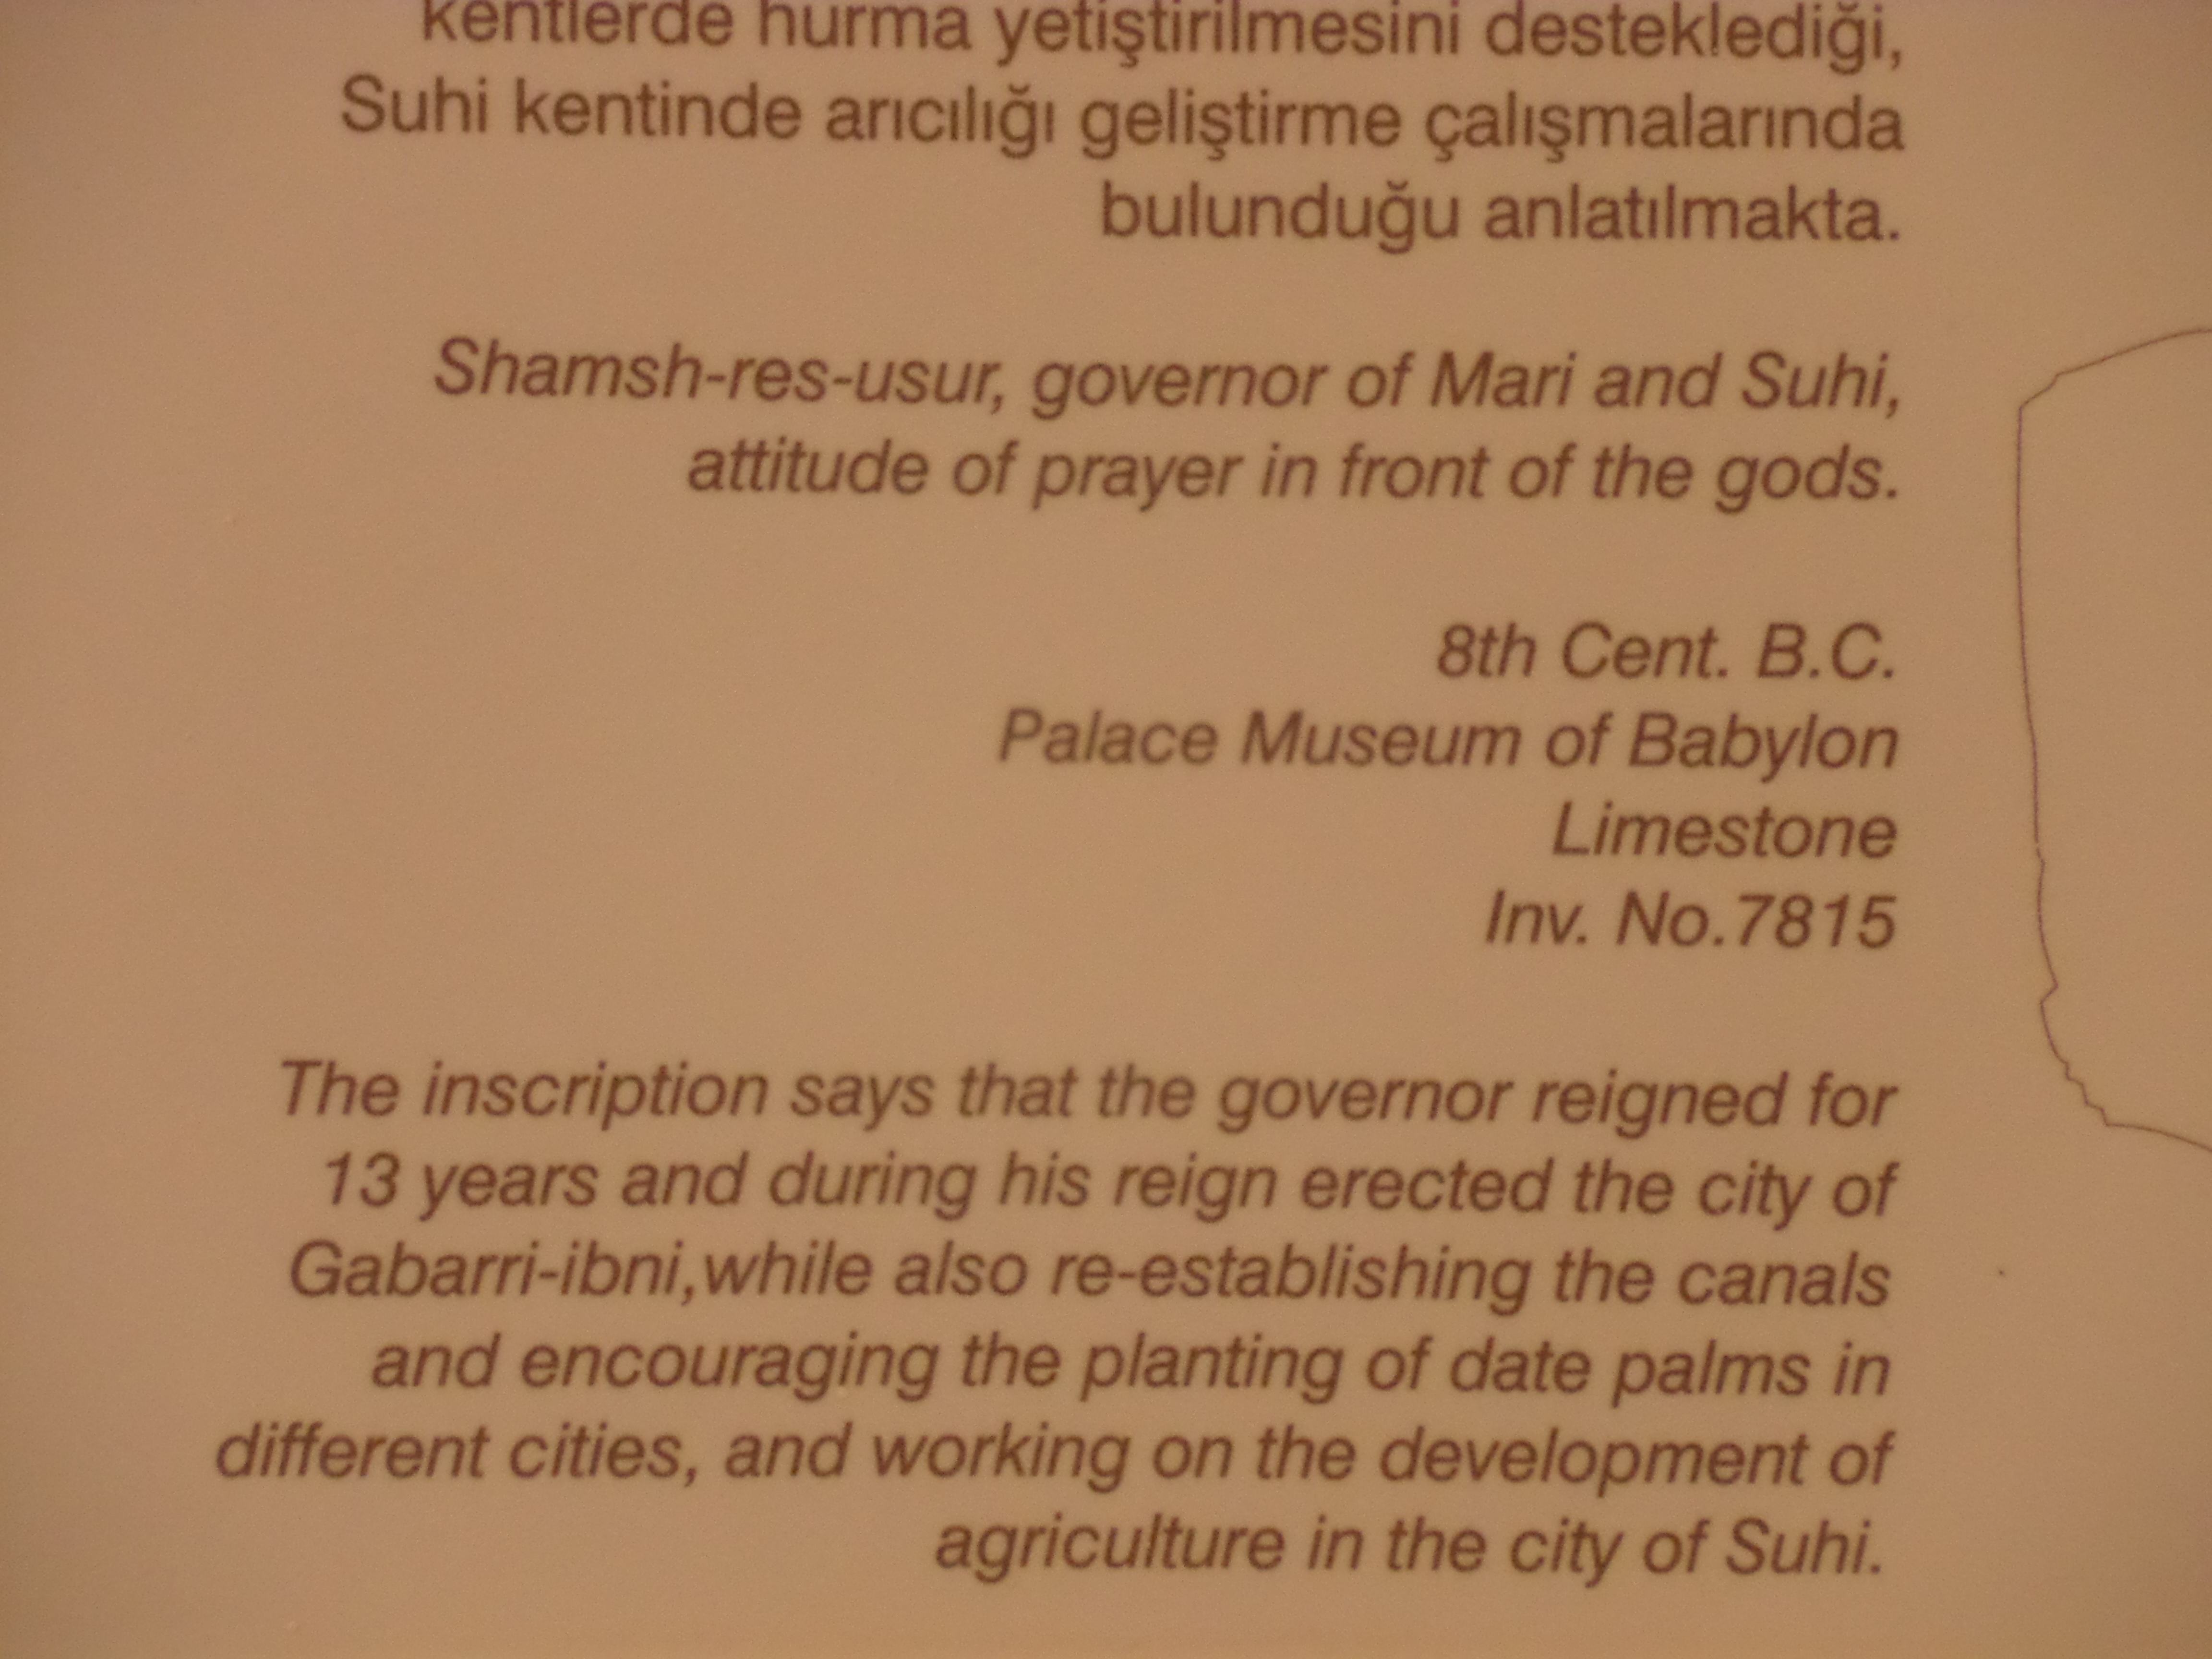 kentlerde hurma yetiştirilmesini desteklediği,
Suhi kentinde arıcılığı geliştirme çalışmalarında
bulunduğu anlatılmakta.
Shamsh-res-usur, governor of Mari and Suhi,
attitude of prayer in front of the gods.
8th Cent. B.C.
Palace Museum of Babylon
Limestone
Inv. No.7815
The inscription says that the governor reigned for
13 years and during his reign erected the city of
Gabarri-ibni,while also re-establishing the canals
and encouraging the planting of date palms in
different cities, and working on the development of
agriculture in the city of Suhi.